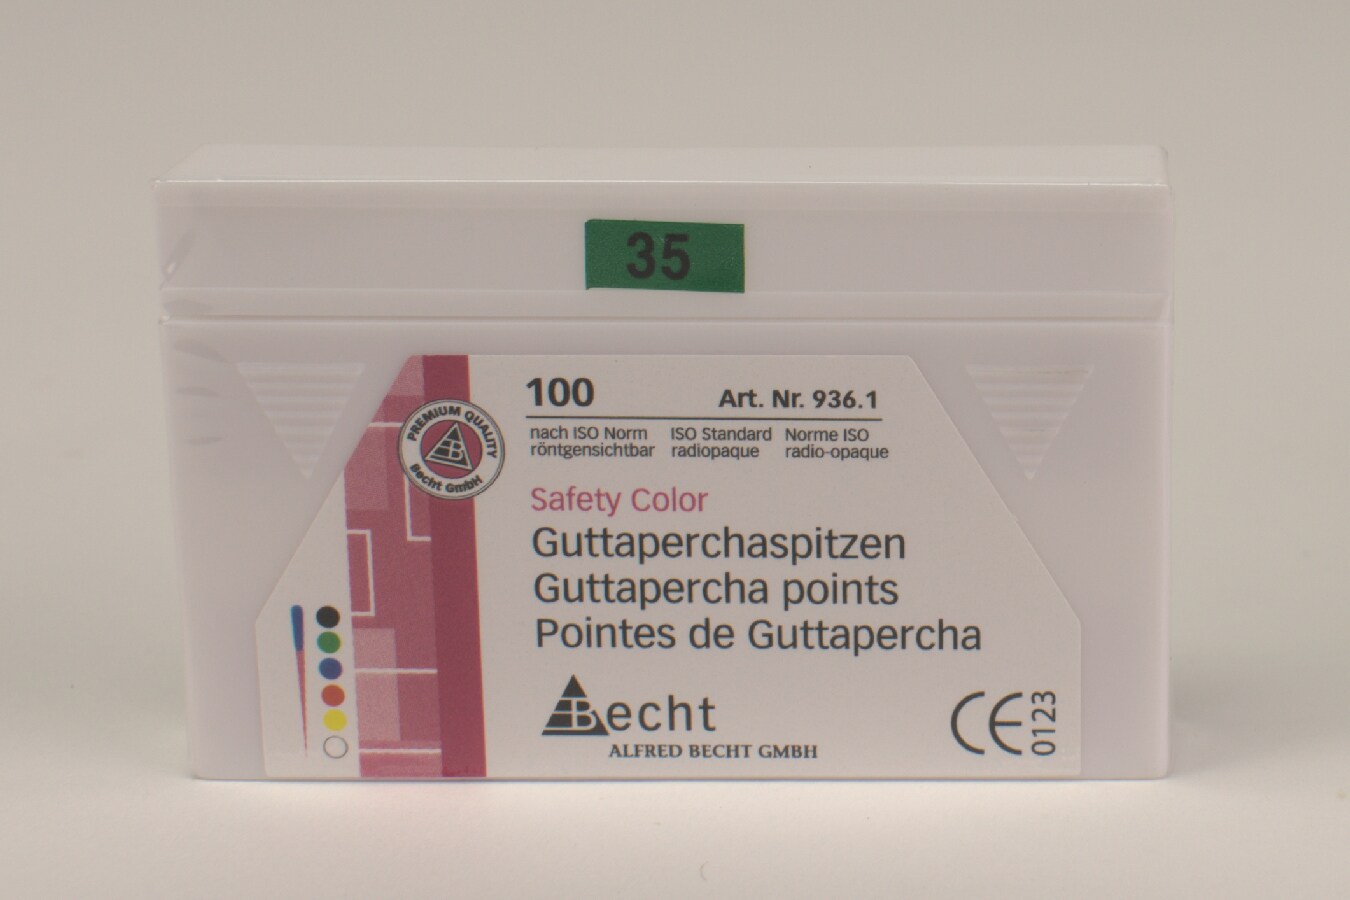 35
100 Art. Nr. 936.1
nach ISO Norm ISO Standard Norme ISO
röntgensichtbar radiopaque radio-opaque
PREMIUM QUALITY
B
Becht GmbH
Safety Color
Guttaperchaspitzen
Guttapercha points
Pointes de Guttapercha
Becht
ALFRED BECHT GMBH
CE 0123